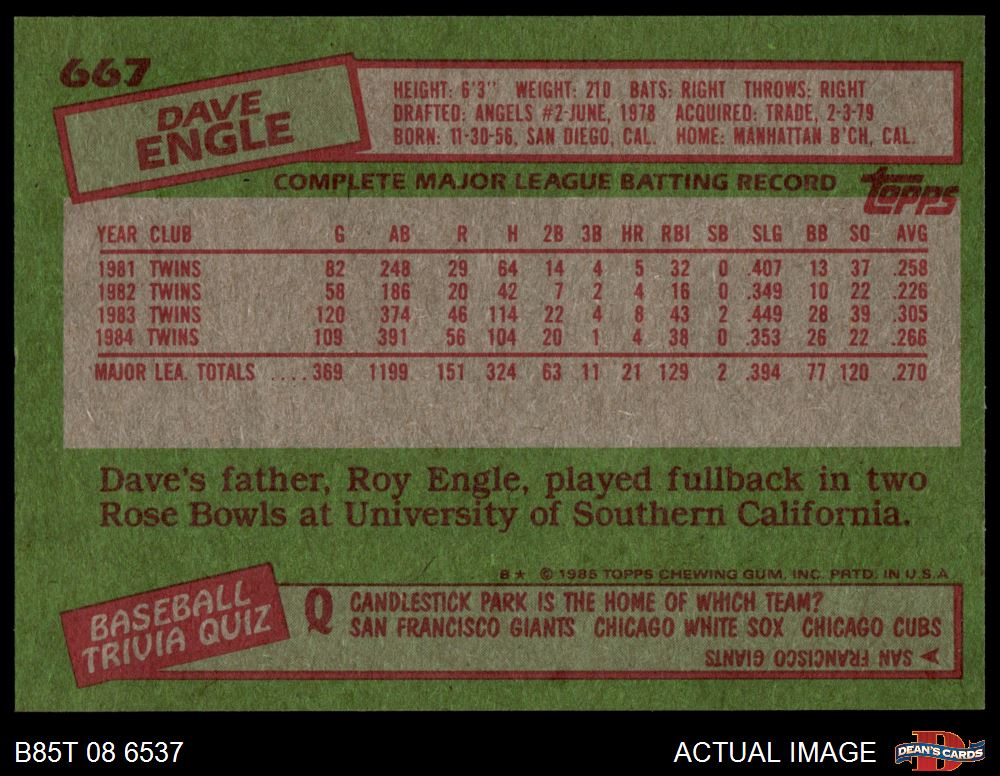 667
DAVE
ENGLE
HEIGHT: 6'3" WEIGHT: 210 BATS: RIGHT THROWS: RIGHT
DRAFTED: ANGELS #2-JUNE, 1978 ACQUIRED: TRADE, 2-3-79
BORN: 11-30-56, SAN DIEGO, CAL. HOME: MANHATTAN B'CH, CAL.
COMPLETE MAJOR LEAGUE BATTING RECORD
topps
YEAR CLUB G AB R H 2B 3B HR RBI SB SLG BB SO AVG
1981 TWINS 82 248 29 64 14 4 5 32 0 .407 13 37 .258
1982 TWINS 58 186 20 42 7 2 4 16 0 .349 10 22 .226
1983 TWINS 120 374 46 114 22 4 8 43 2 .449 28 39 .305
1984 TWINS 109 391 56 104 20 1 4 38 0 .353 26 22 .266
MAJOR LEA. TOTALS ....369 1199 151 324 63 11 21 129 2 .394 77 120 .270
Dave's father, Roy Engle, played fullback in two
Rose Bowls at University of Southern California.
B★ © 1985 TOPPS CHEWING GUM, INC. PRTD. IN U.S.A.
BASEBALL
TRIVIA QUIZ
Q CANDLESTICK PARK IS THE HOME OF WHICH TEAM?
SAN FRANCISCO GIANTS CHICAGO WHITE SOX CHICAGO CUBS
A SAN FRANCISCO GIANTS
B85T 08 6537
ACTUAL IMAGE
D
DEAN'S CARDS